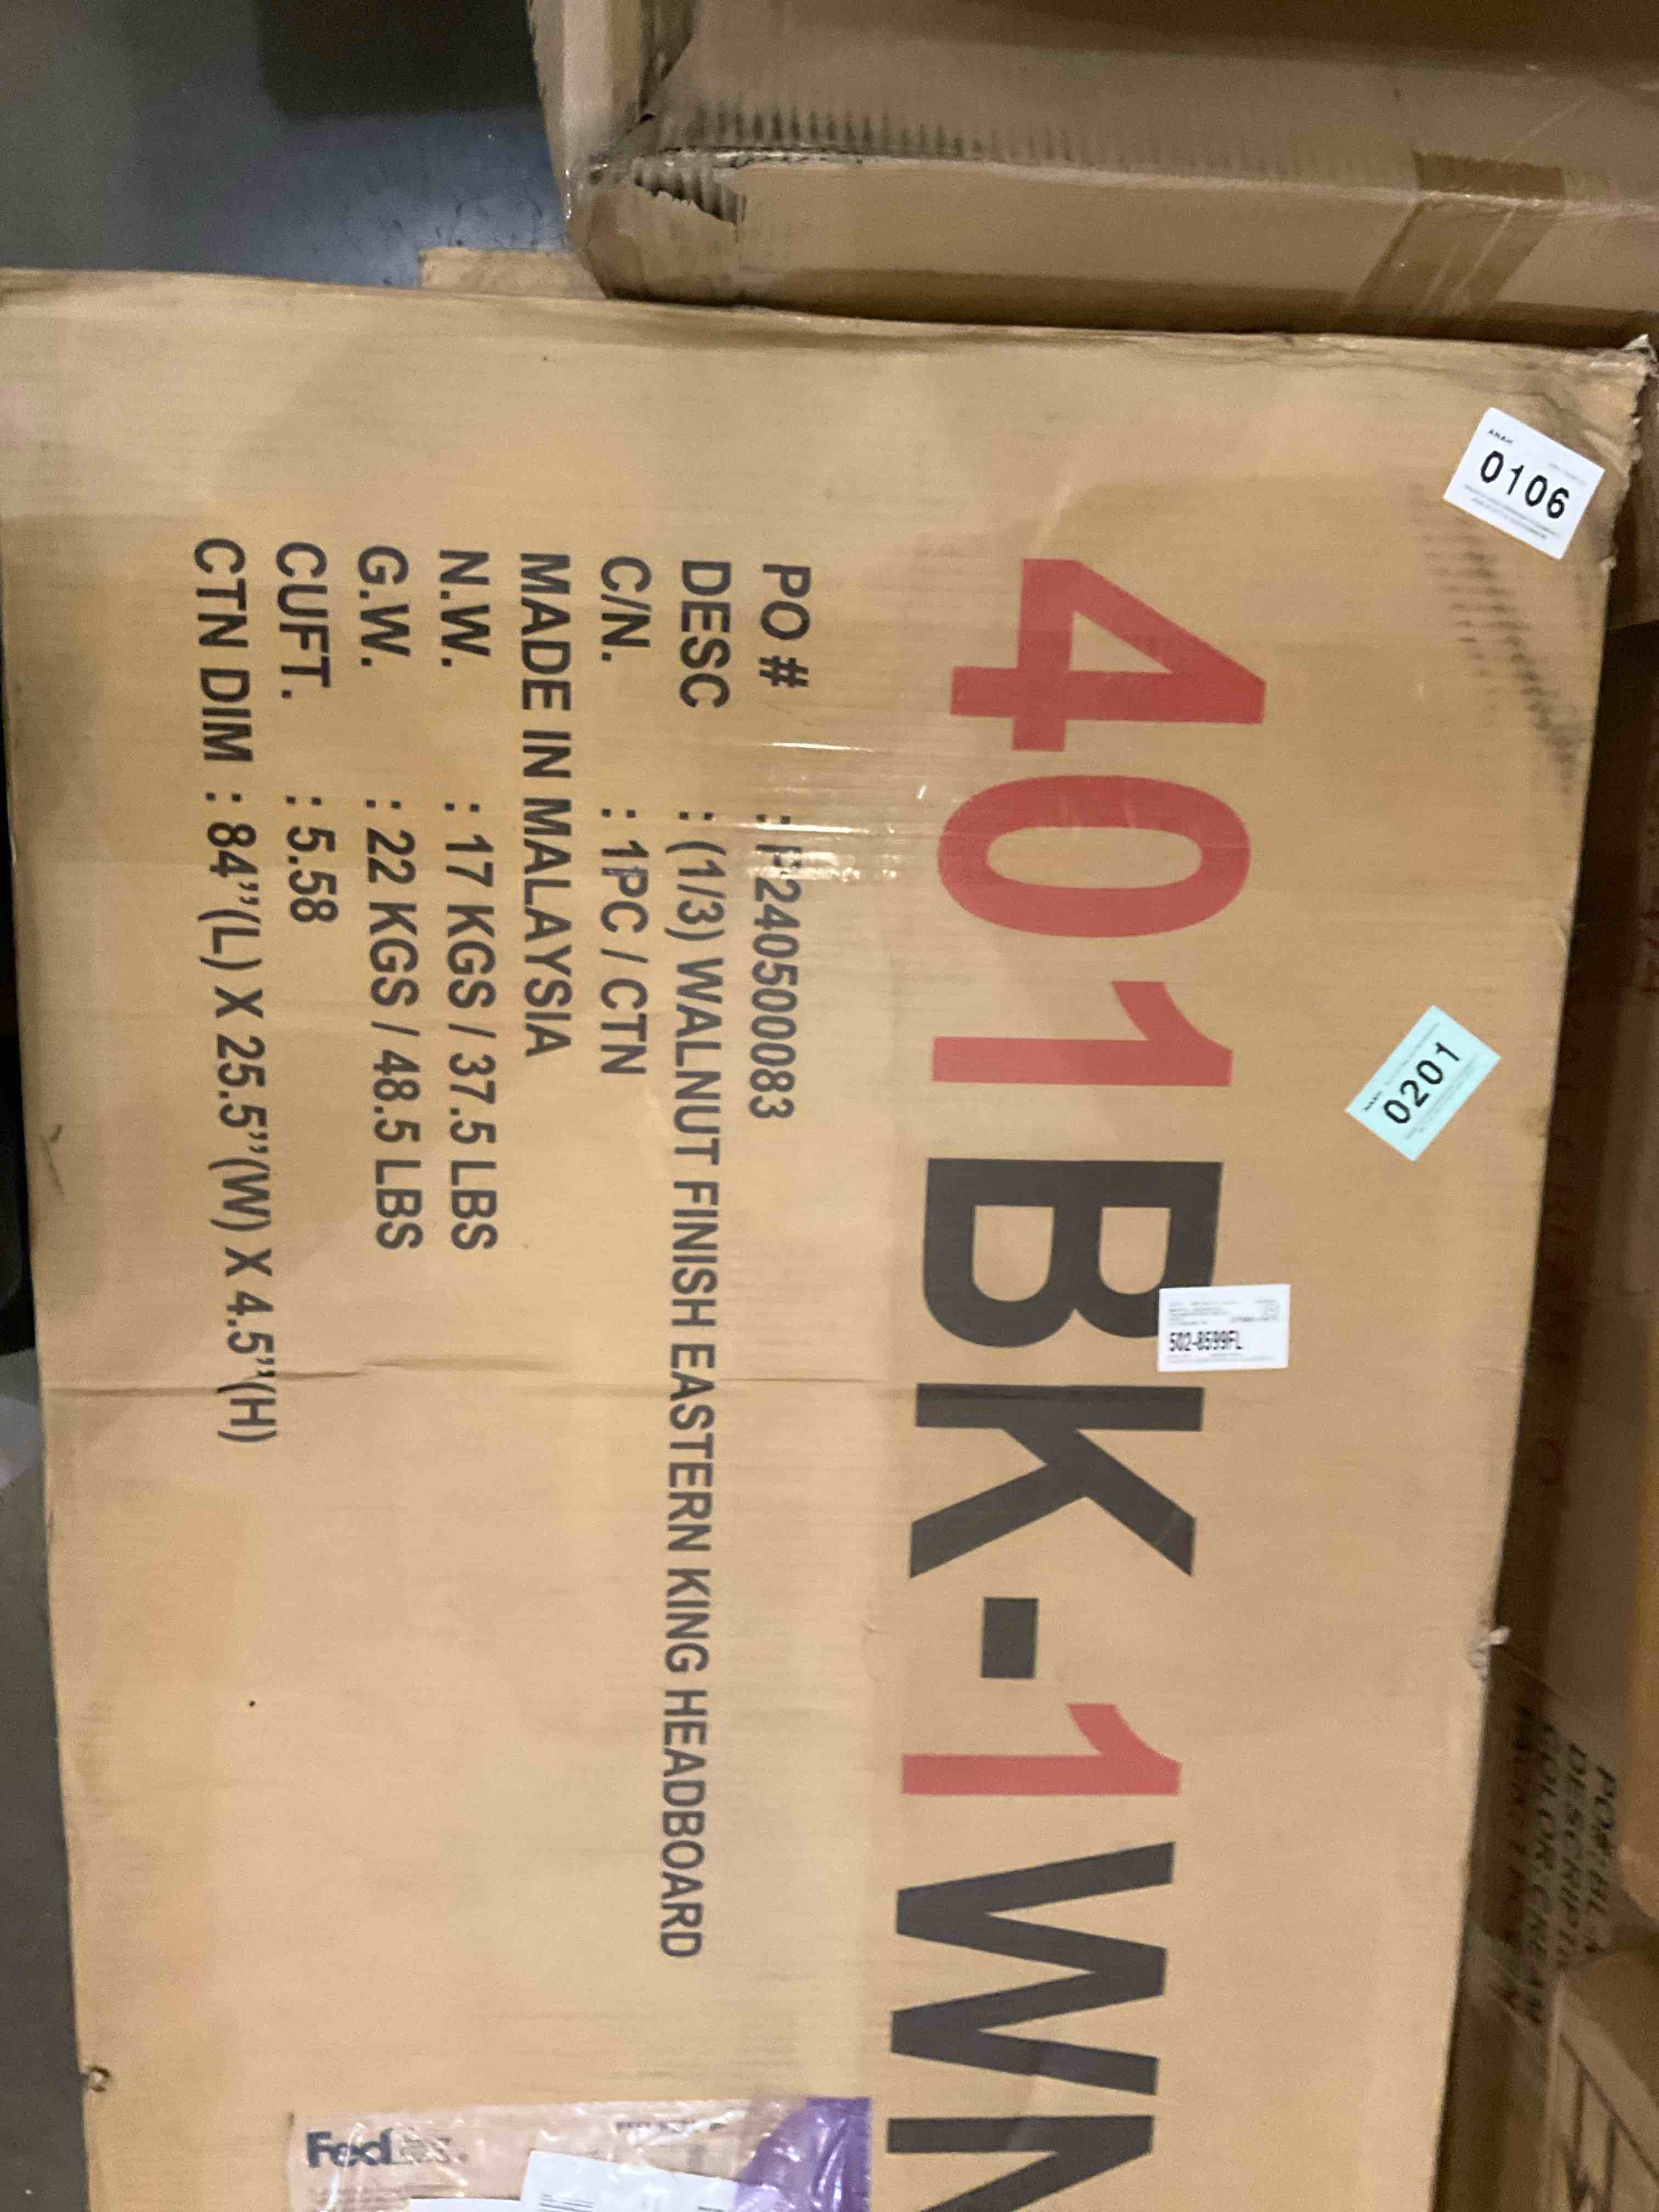 401BK-1WN
PO # : P240500083
DESC : (1/3) WALNUT FINISH EASTERN KING HEADBOARD
C/N. : 1PC / CTN
MADE IN MALAYSIA
N.W. : 17 KGS / 37.5 LBS
G.W. : 22 KGS / 48.5 LBS
CUFT. : 5.58
CTN DIM : 84”(L) X 25.5”(W) X 4.5”(H)
0106
0201
502-8599FL
FedEx